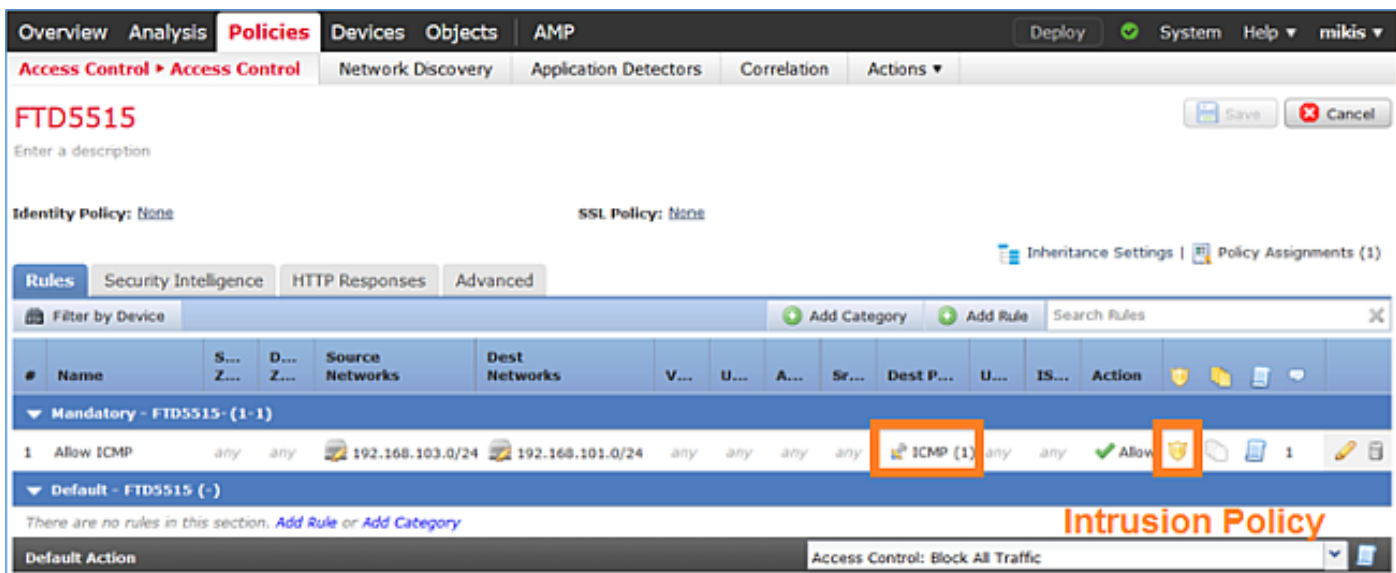 Overview Analysis Policies Devices Objects AMP Deploy System Help ▾ mikis ▾
Access Control ▸ Access Control Network Discovery Application Detectors Correlation Actions ▾
FTD5515 Save Cancel
Enter a description
Identity Policy: None SSL Policy: None
Inheritance Settings | Policy Assignments (1)
Rules Security Intelligence HTTP Responses Advanced
Filter by Device Add Category Add Rule Search Rules
# Name S... Z... D... Z... Source Networks Dest Networks V... U... A... Sr... Dest P... U... IS... Action
Mandatory - FTD5515- (1-1)
1 Allow ICMP any any 192.168.103.0/24 192.168.101.0/24 any any any any ICMP (1) any any Allow 1
Default - FTD5515 (-)
There are no rules in this section. Add Rule or Add Category
Intrusion Policy
Default Action Access Control: Block All Traffic